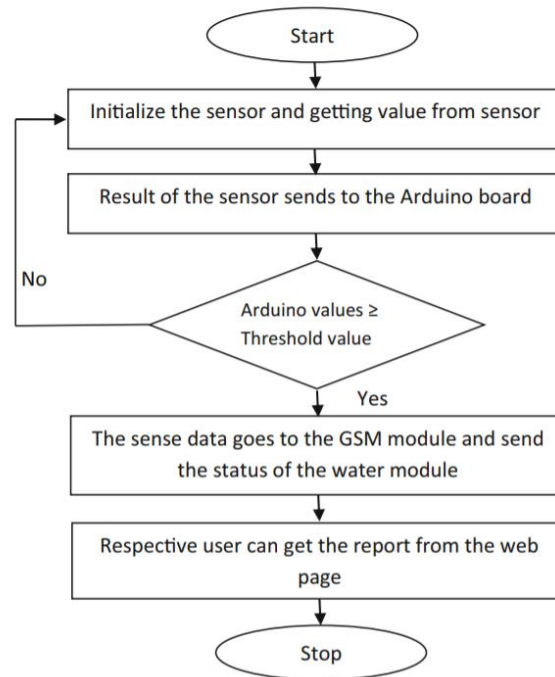 Start
Initialize the sensor and getting value from sensor
Result of the sensor sends to the Arduino board
No
Arduino values ≥
Threshold value
Yes
The sense data goes to the GSM module and send
the status of the water module
Respective user can get the report from the web
page
Stop